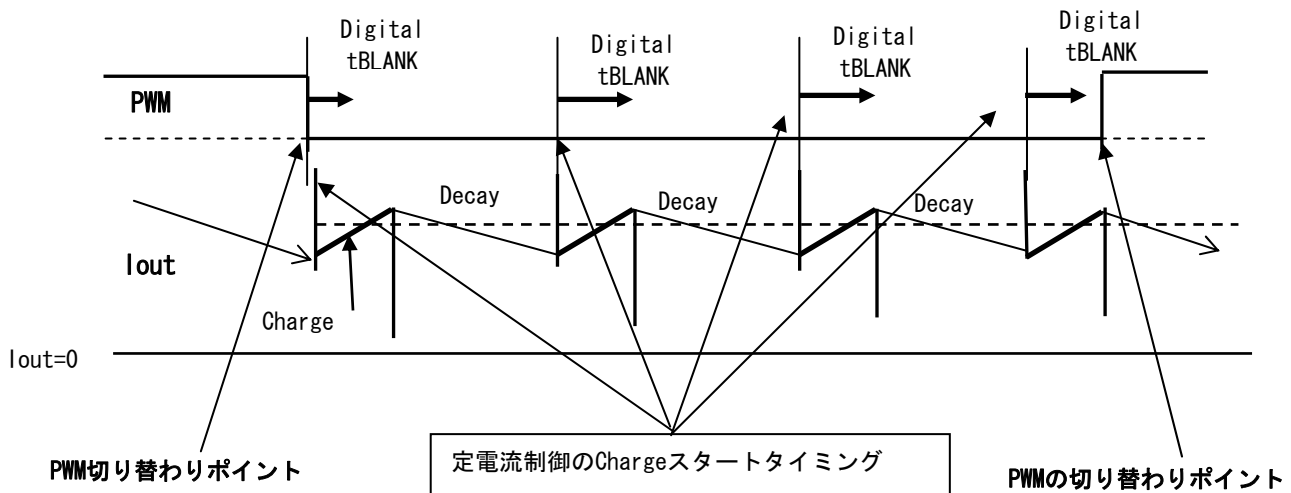 Digital
tBLANK
Digital
tBLANK
Digital
tBLANK
Digital
tBLANK
PWM
Decay
Decay
Decay
Iout
Charge
Iout=0
PWM切り替わりポイント
定電流制御のChargeスタートタイミング
PWMの切り替わりポイント